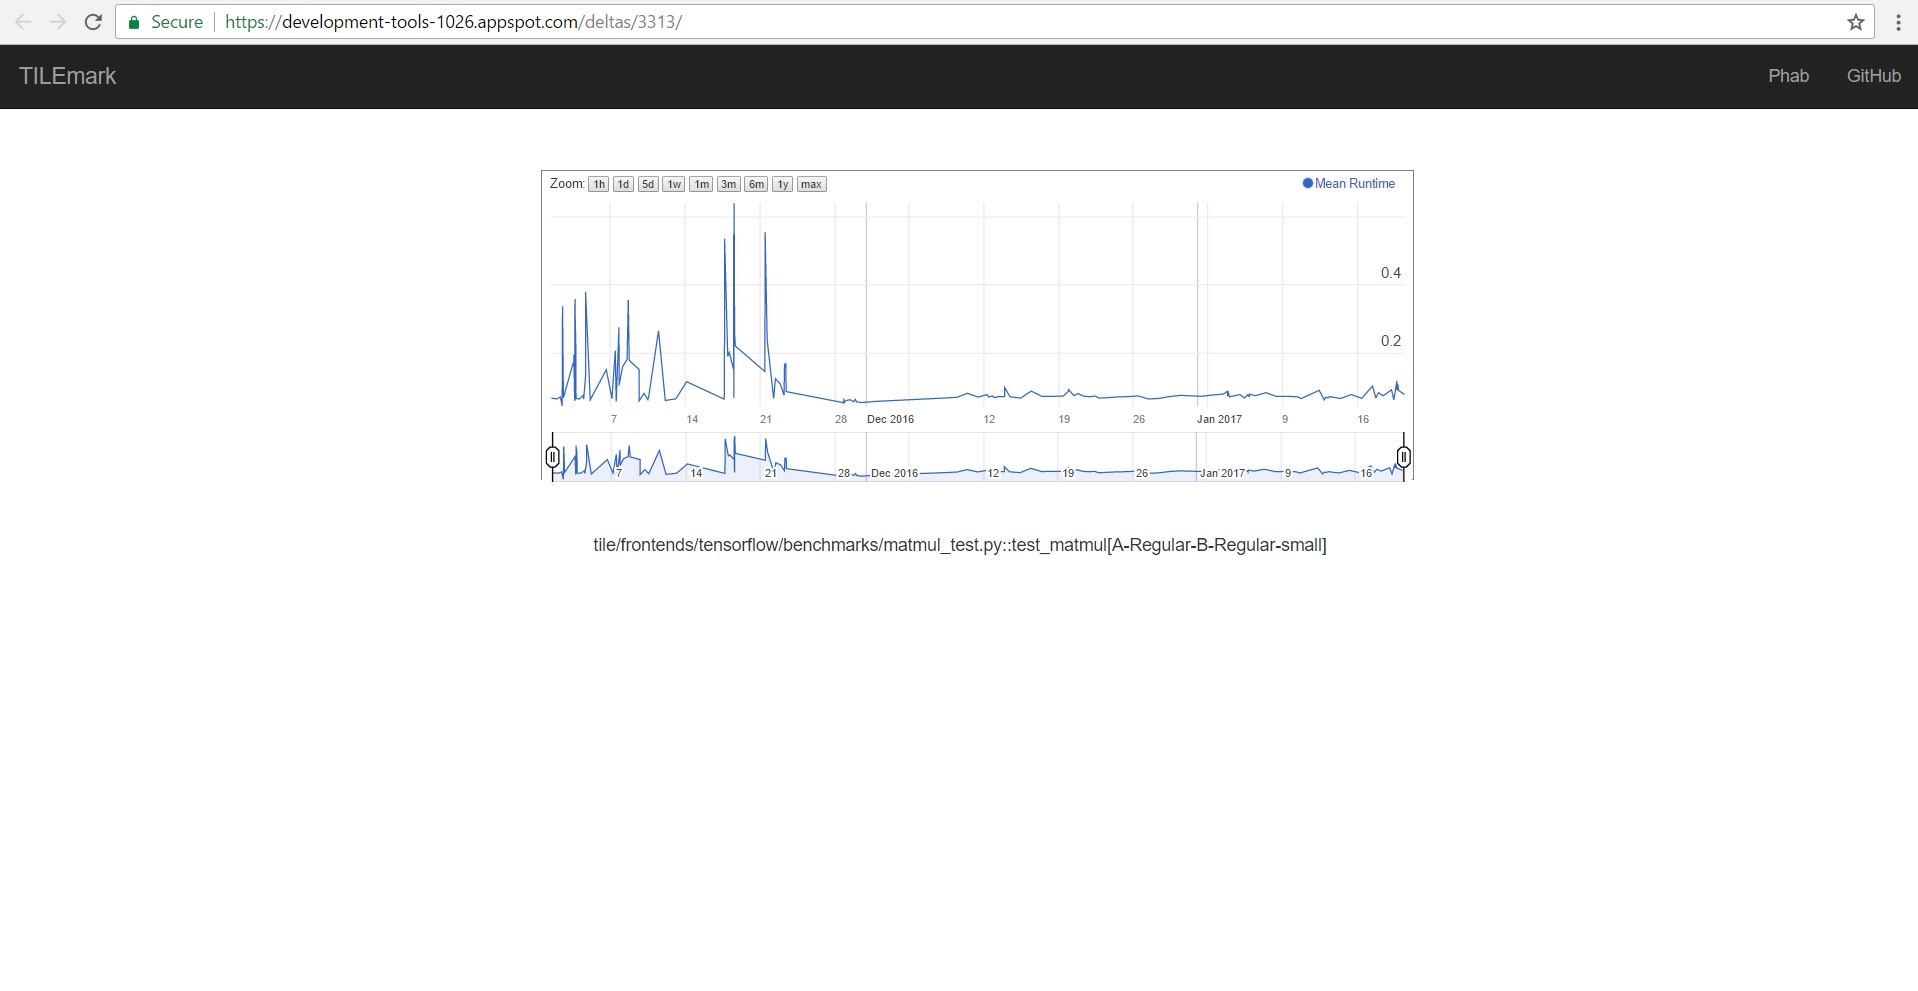 Secure https://development-tools-1026.appspot.com/deltas/3313/
TILEmark Phab GitHub
Zoom: 1h 1d 5d 1w 1m 3m 6m 1y max Mean Runtime
0.4
0.2
7 14 21 28 Dec 2016 12 19 26 Jan 2017 9 16
7 14 21 28 Dec 2016 12 19 26 Jan 2017 9 16
tile/frontends/tensorflow/benchmarks/matmul_test.py::test_matmul[A-Regular-B-Regular-small]